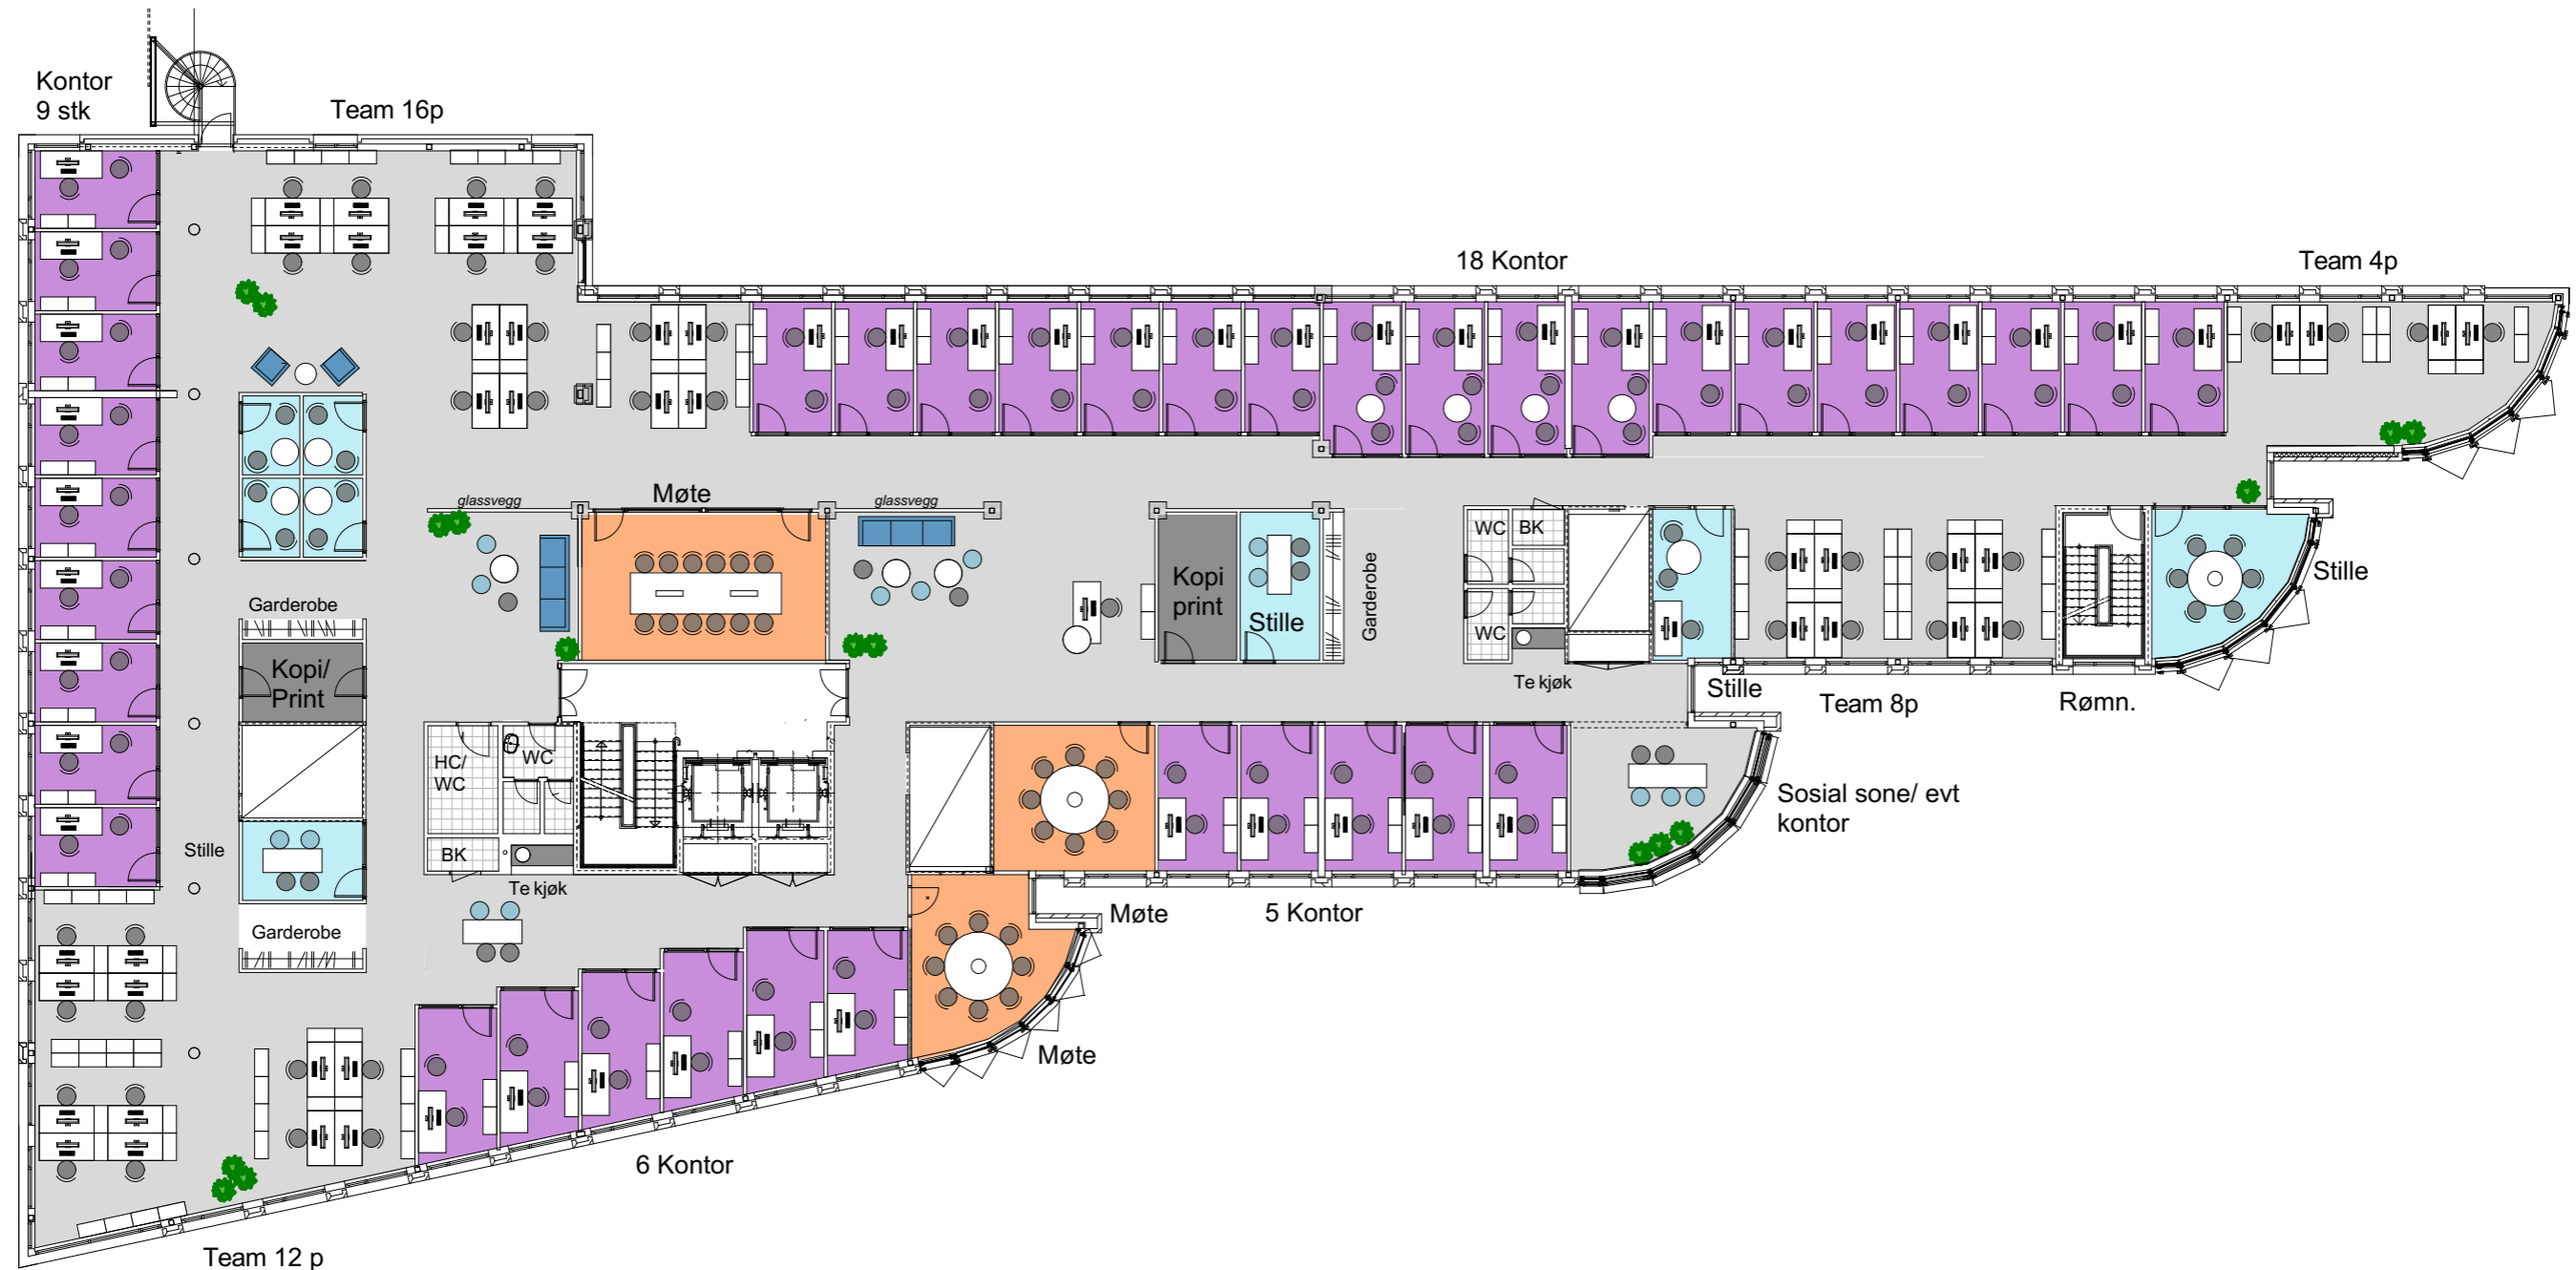 Kontor
9 stk
Team 16p
18 Kontor
Team 4p
glassvegg
Møte
glassvegg
WC
BK
Kopi
print
Stille
Garderobe
WC
Stille
Garderobe
Kopi/
Print
Te kjøk
Stille
Team 8p
Rømn.
HC/
WC
WC
BK
Te kjøk
Stille
Garderobe
Sosial sone/ evt
kontor
Møte
5 Kontor
Møte
6 Kontor
Team 12 p